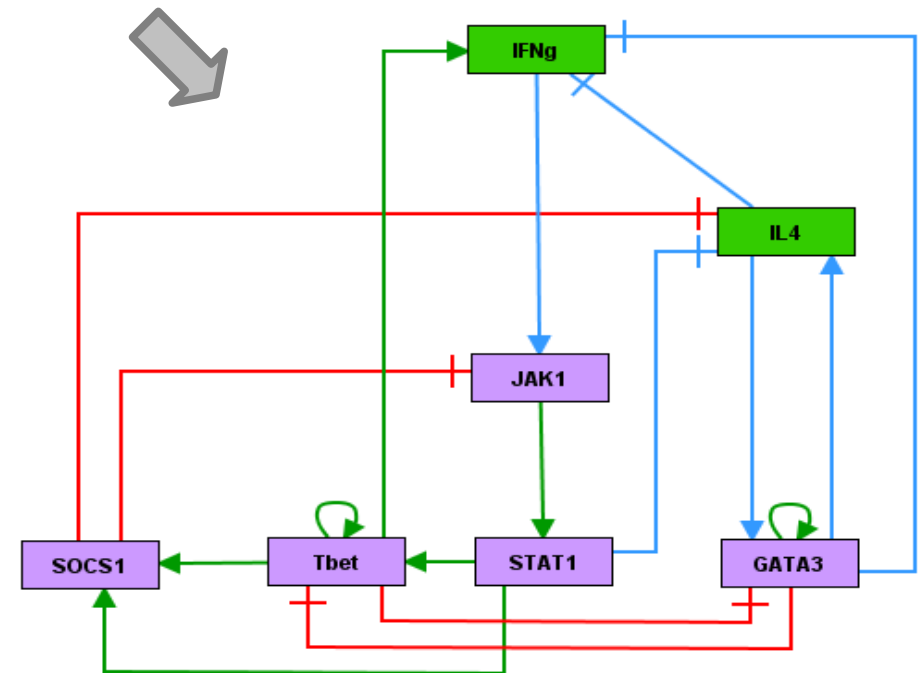 IFNg
IL4
JAK1
SOCS1
Tbet
STAT1
GATA3